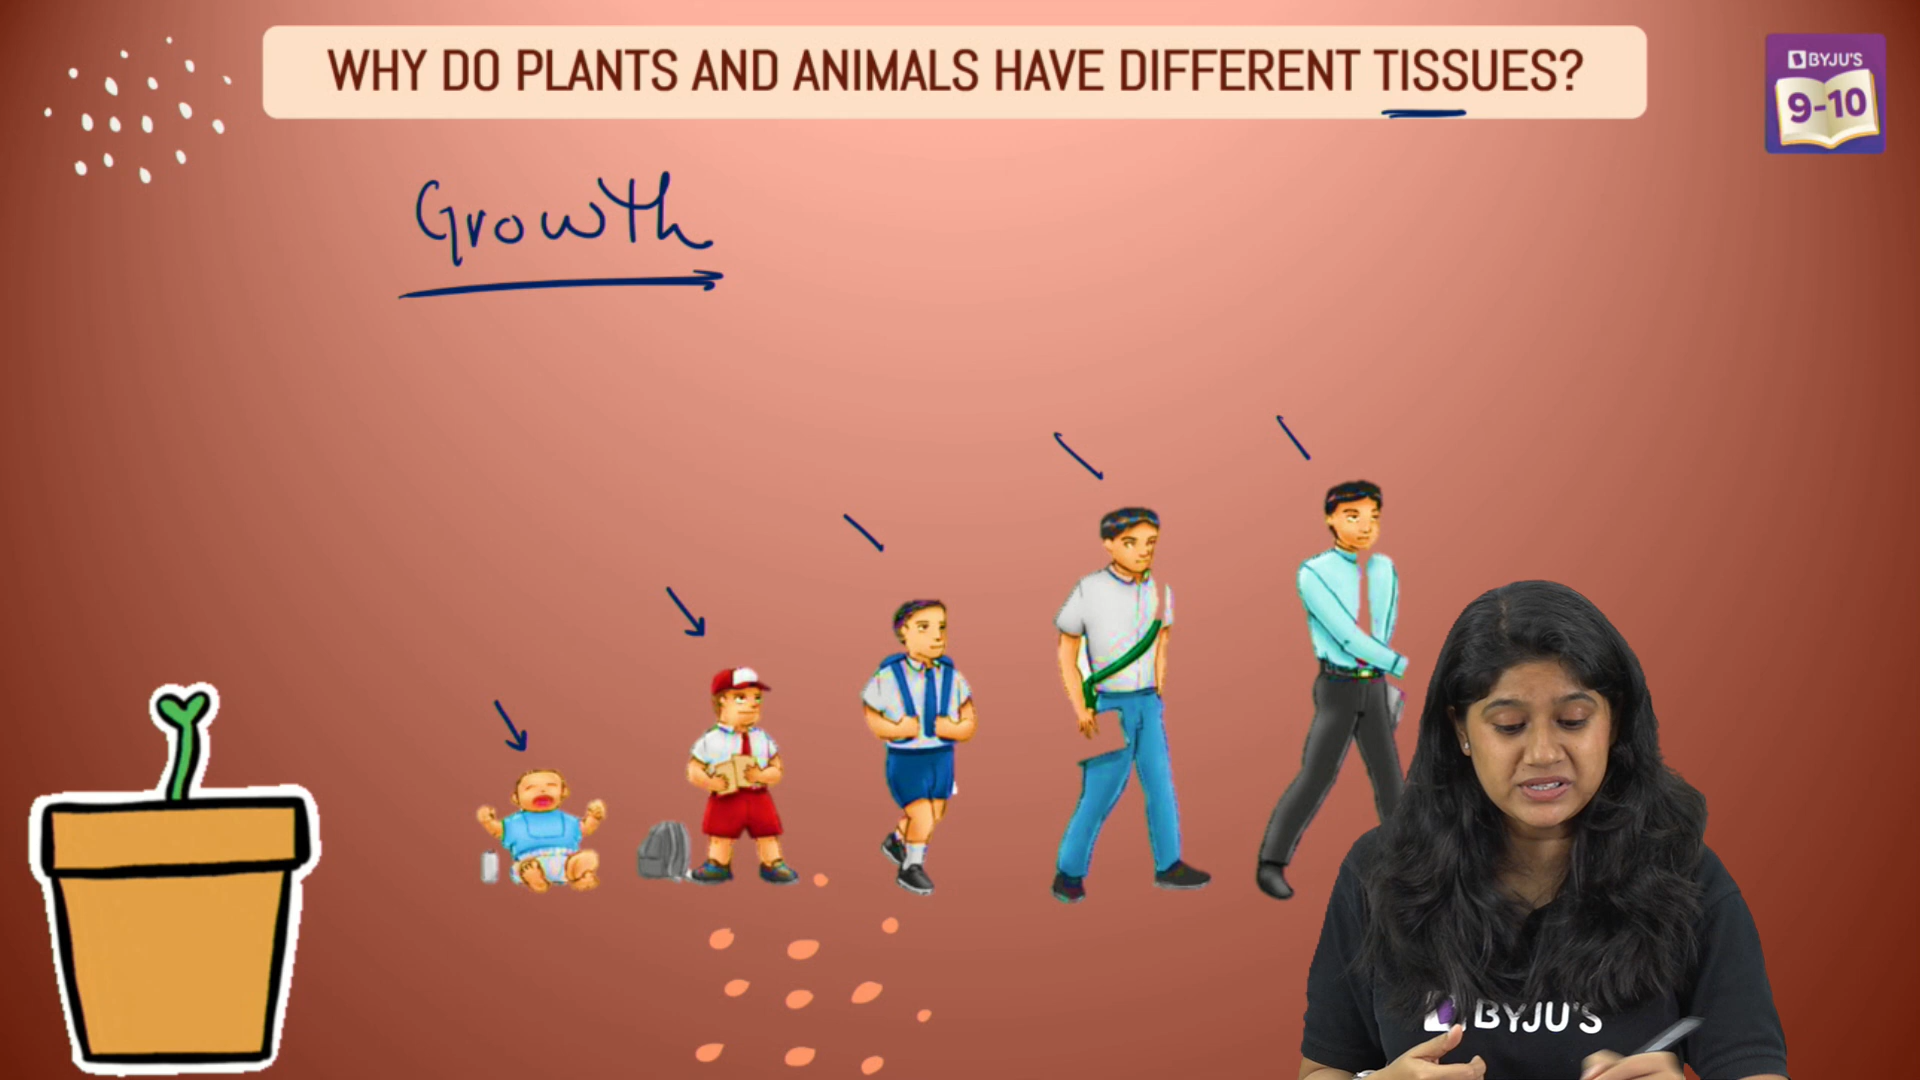 WHY DO PLANTS AND ANIMALS HAVE DIFFERENT TISSUES?
BYJU'S
9-10
Growth
BYJU'S